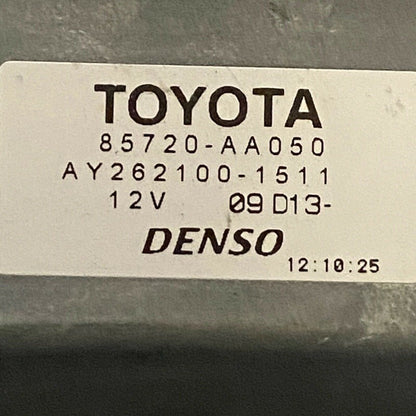 TOYOTA
85720-AA050
AY262100-1511
12V 09 D13-
DENSO
12:10:25